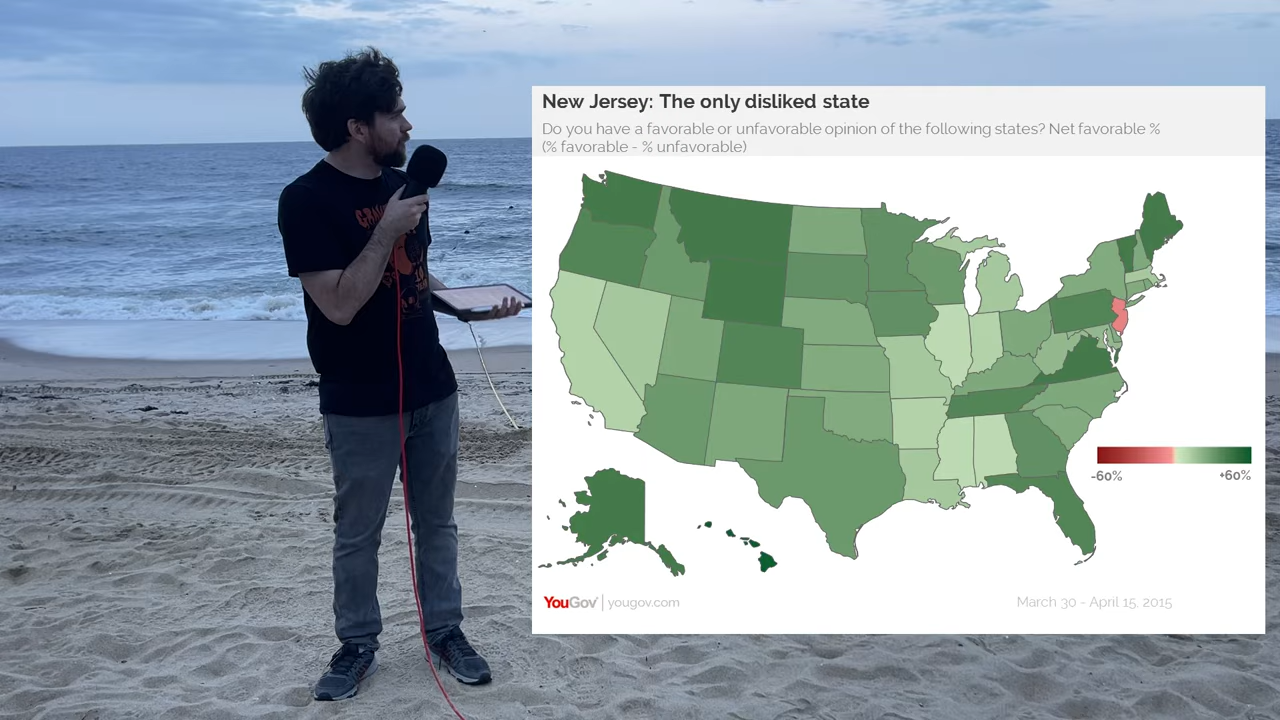 New Jersey: The only disliked state
Do you have a favorable or unfavorable opinion of the following states? Net favorable %
(% favorable - % unfavorable)
-60%
+60%
YouGov | yougov.com
March 30 - April 15, 2015